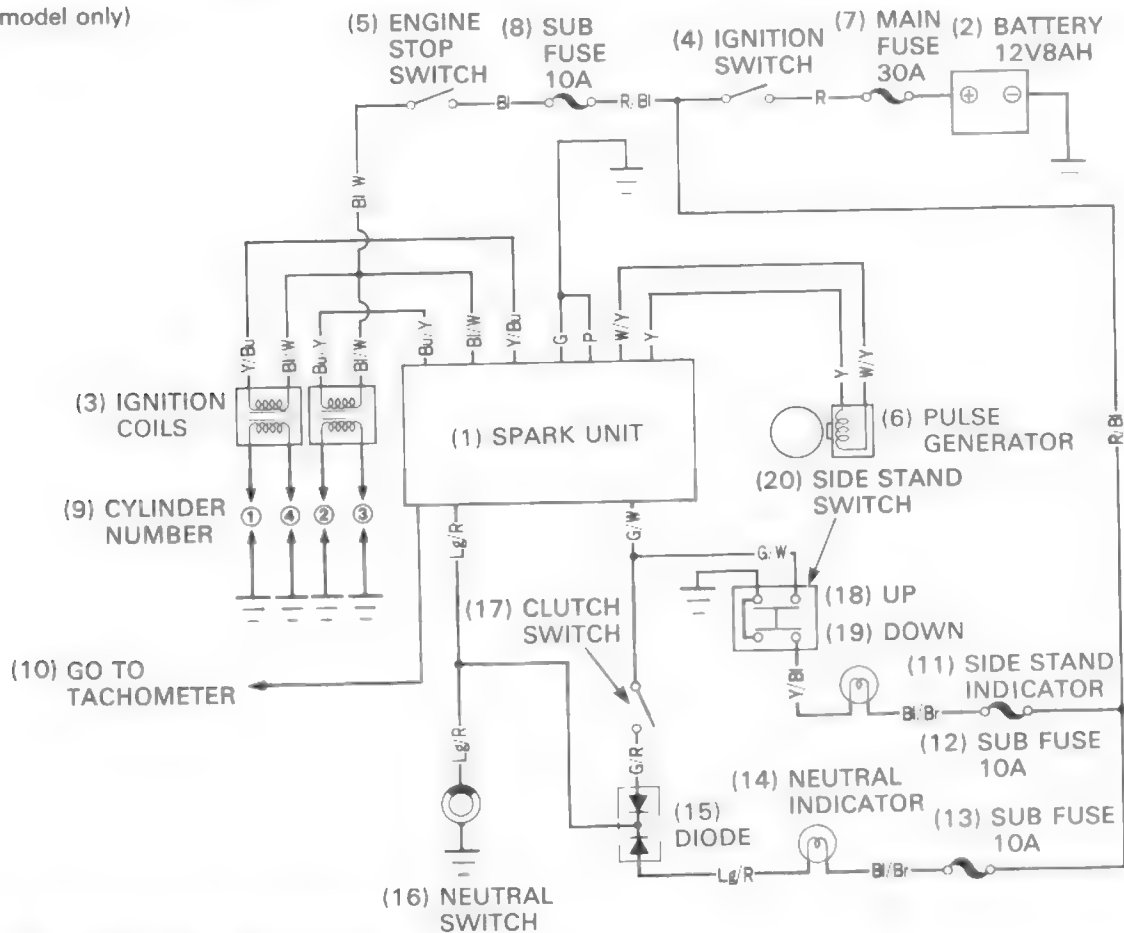 model only)
(5) ENGINE
STOP
SWITCH
(8) SUB
FUSE
10A
(4) IGNITION
SWITCH
(7) MAIN
FUSE
30A
(2) BATTERY
12V8AH
Bl
R/Bl
R
⊕ ⊖
Bl/W
R/Bl
Y/Bu
Bl/W
Bu/Y
Bl/W
Bu/Y
Bl/W
Y/Bu
G
P
W/Y
Y
Y
W/Y
(3) IGNITION
COILS
(1) SPARK UNIT
(6) PULSE
GENERATOR
(9) CYLINDER
NUMBER
① ④ ② ③
(20) SIDE STAND
SWITCH
Lg/R
G/W
G/W
(18) UP
(19) DOWN
(17) CLUTCH
SWITCH
(10) GO TO
TACHOMETER
Y/Bl
Bl/Br
(11) SIDE STAND
INDICATOR
(12) SUB FUSE
10A
Lg/R
G/R
(14) NEUTRAL
INDICATOR
(15)
DIODE
(13) SUB FUSE
10A
Lg/R
Bl/Br
(16) NEUTRAL
SWITCH